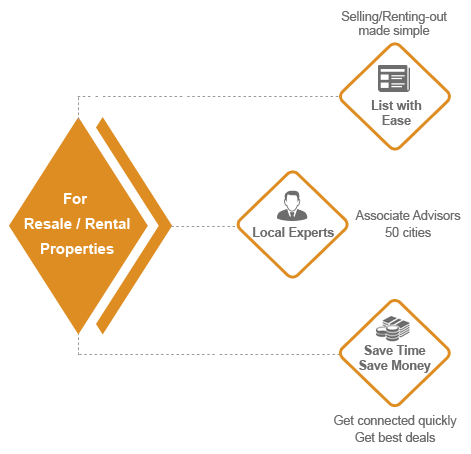 Selling/Renting-out
made simple
List with
Ease
For
Resale / Rental
Properties
Local Experts
Associate Advisors
50 cities
Save Time
Save Money
Get connected quickly
Get best deals